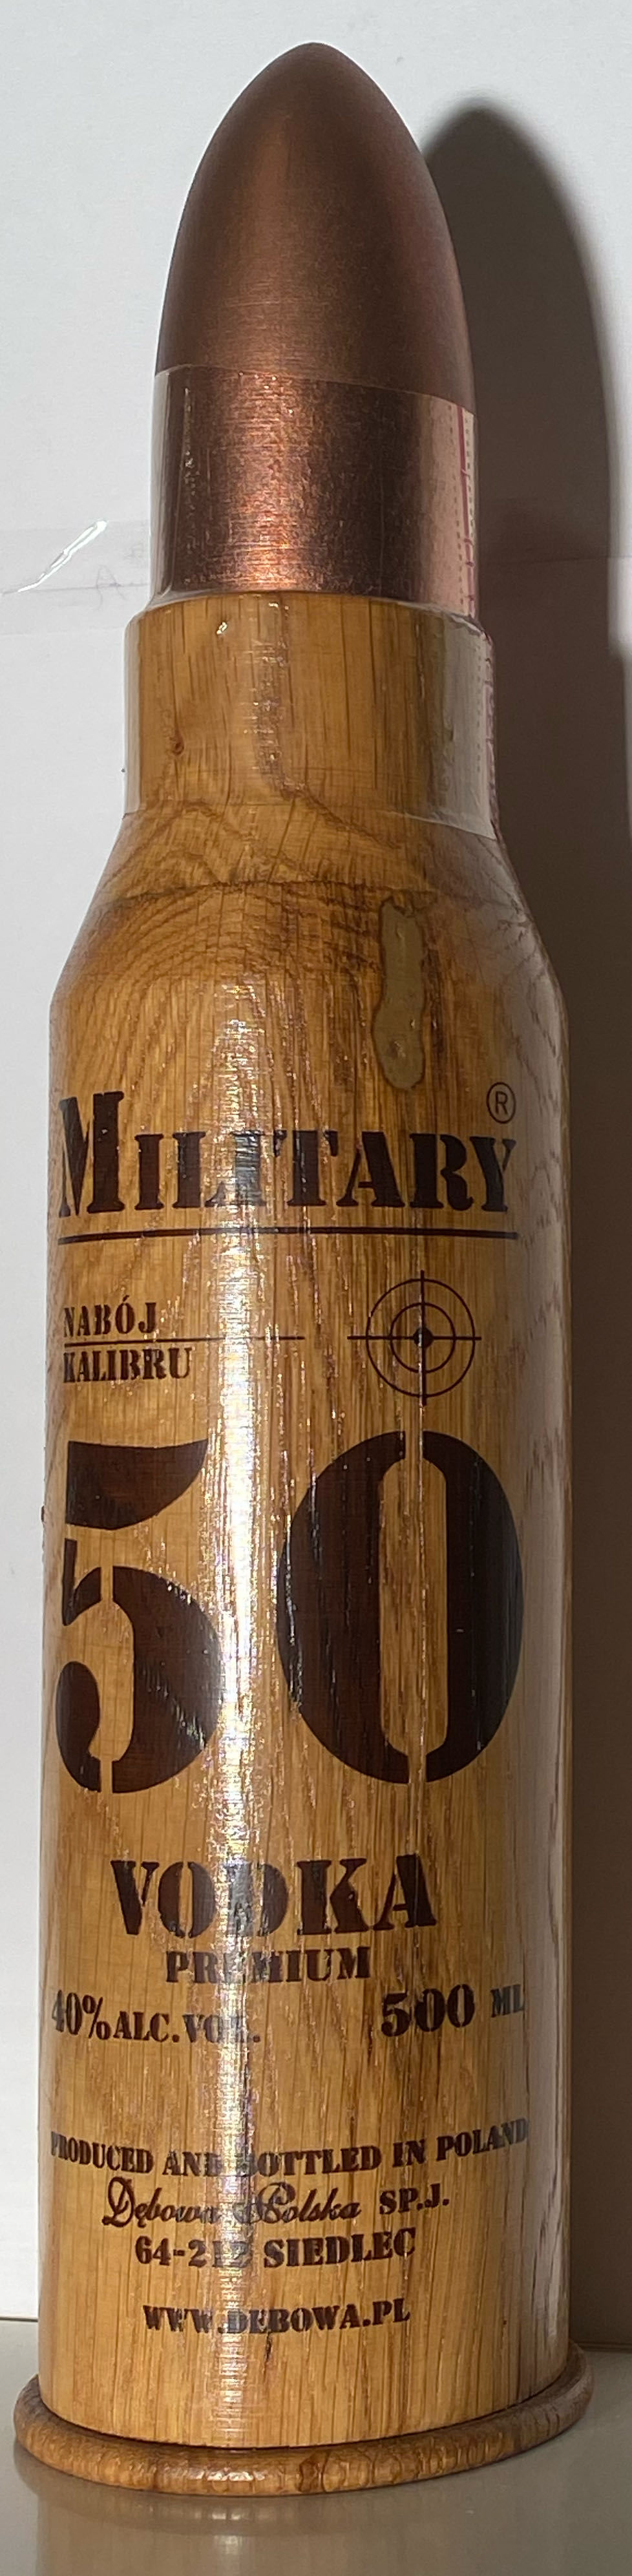 MILITARY ®
NABÓJ
KALIBRU
50
VODKA
PREMIUM
40% ALC. VOL. 500 ML
PRODUCED AND BOTTLED IN POLAND
Dębowa Polska SP.J.
64-212 SIEDLEC
WWW.DEBOWA.PL